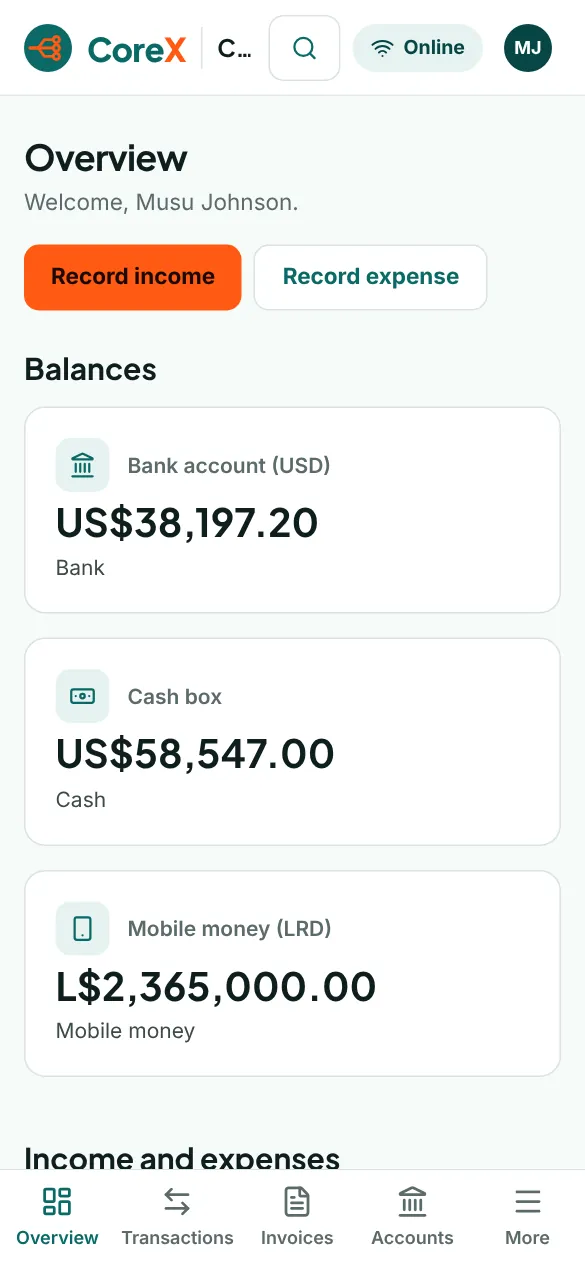 CoreX C... Online MJ
Overview
Welcome, Musu Johnson.
Record income Record expense
Balances
Bank account (USD)
US$38,197.20
Bank
Cash box
US$58,547.00
Cash
Mobile money (LRD)
L$2,365,000.00
Mobile money
Income and expenses
Overview Transactions Invoices Accounts More